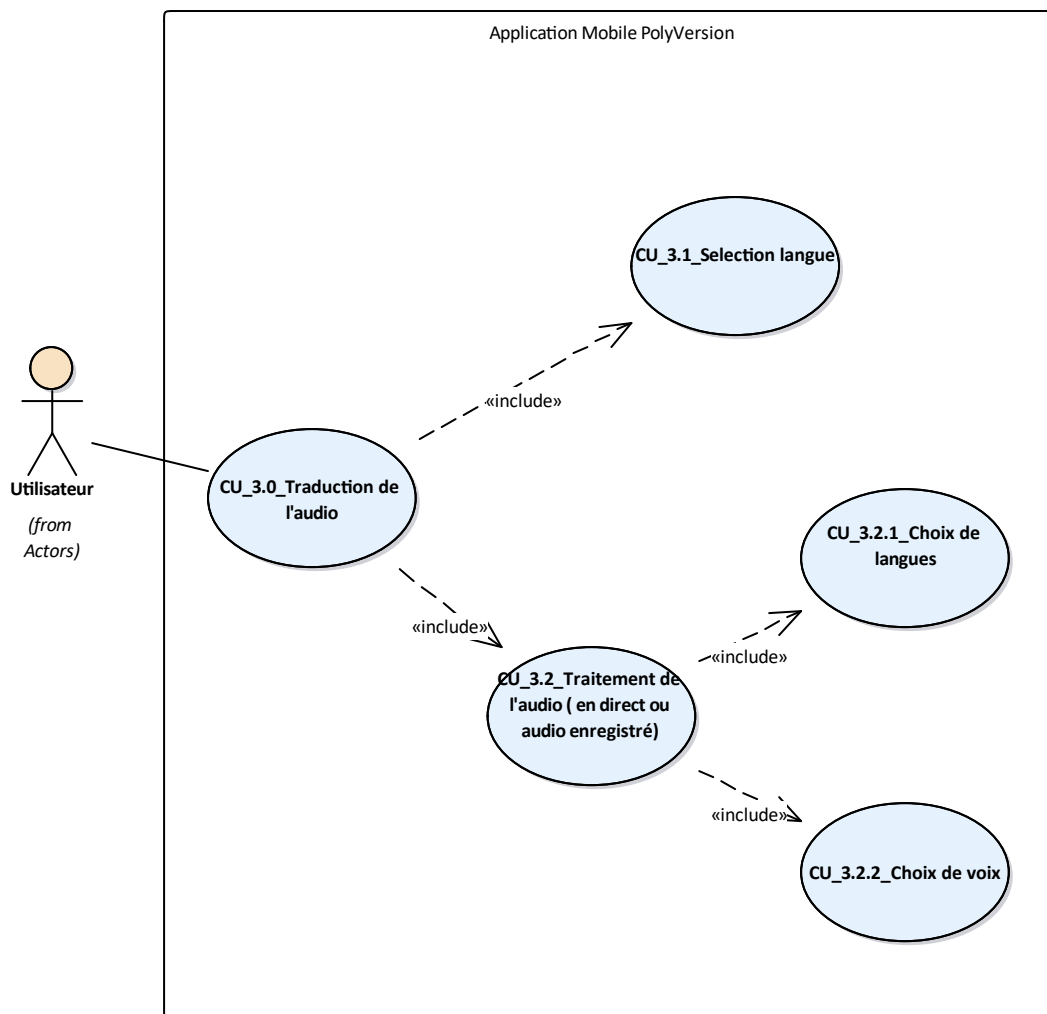 Application Mobile PolyVersion
CU_3.1_Selection langue
«include»
Utilisateur
(from
Actors)
CU_3.0_Traduction de
l'audio
CU_3.2.1_Choix de
langues
«include»
«include»
CU_3.2_Traitement de
l'audio ( en direct ou
audio enregistré)
«include»
CU_3.2.2_Choix de voix